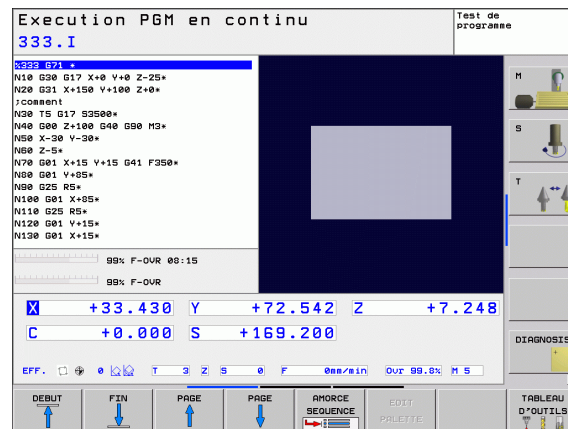 Execution PGM en continu
Test de
programme
333.I
%333 G71 *
N10 G30 G17 X+0 Y+0 Z-25*
N20 G31 X+150 Y+100 Z+0*
;comment
N30 T5 G17 S3500*
N40 G00 Z+100 G40 G90 M3*
N50 X-30 Y-30*
N60 Z-5*
N70 G01 X+15 Y+15 G41 F350*
N80 G01 Y+85*
N90 G25 R5*
N100 G01 X+85*
N110 G25 R5*
N120 G01 Y+15*
N130 G01 X+15*
99% F-OVR 08:15
99% F-OVR
X +33.430 Y +72.542 Z +7.248
C +0.000 S +169.200
EFF. 0 T 3 Z S 0 F 0mm/min Ovr 99.8% M 5
M
S
T
DIAGNOSIS
DEBUT
FIN
PAGE
PAGE
AMORCE
SEQUENCE
EDIT
PALETTE
TABLEAU
D'OUTILS